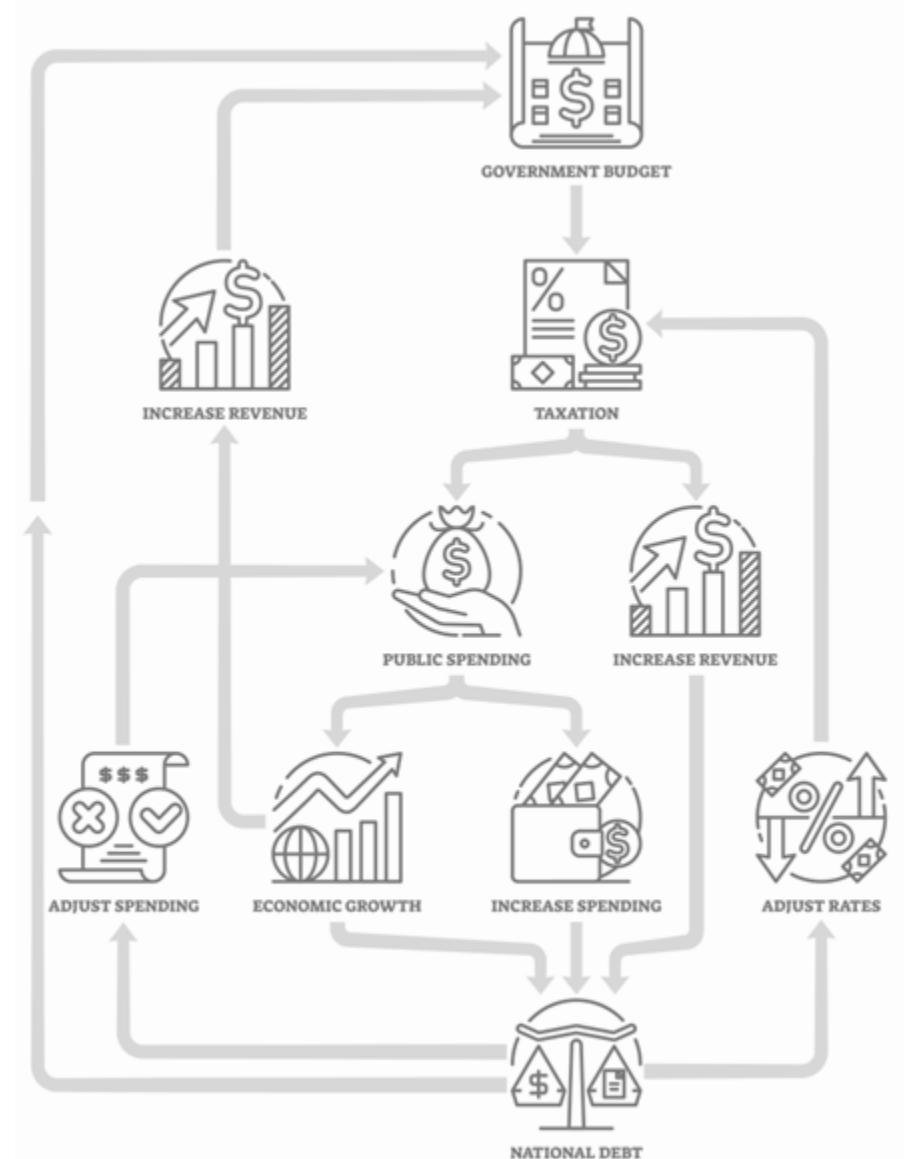 GOVERNMENT BUDGET
INCREASE REVENUE
TAXATION
PUBLIC SPENDING
INCREASE REVENUE
$ $ $
ADJUST SPENDING
ECONOMIC GROWTH
INCREASE SPENDING
ADJUST RATES
NATIONAL DEBT